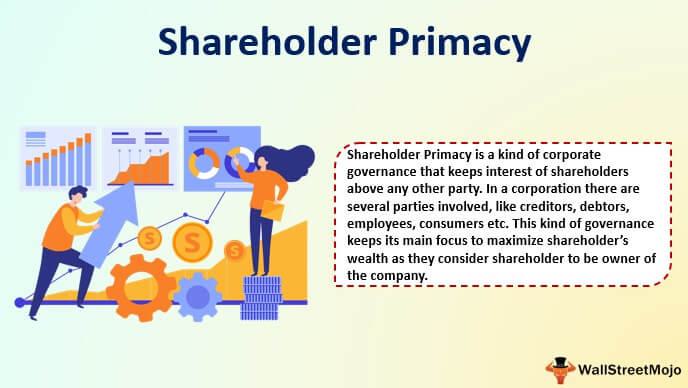 Shareholder Primacy
Shareholder Primacy is a kind of corporate
governance that keeps interest of shareholders
above any other party. In a corporation there are
several parties involved, like creditors, debtors,
employees, consumers etc. This kind of governance
keeps its main focus to maximize shareholder’s
wealth as they consider shareholder to be owner of
the company.
$
$
$
WallStreetMojo